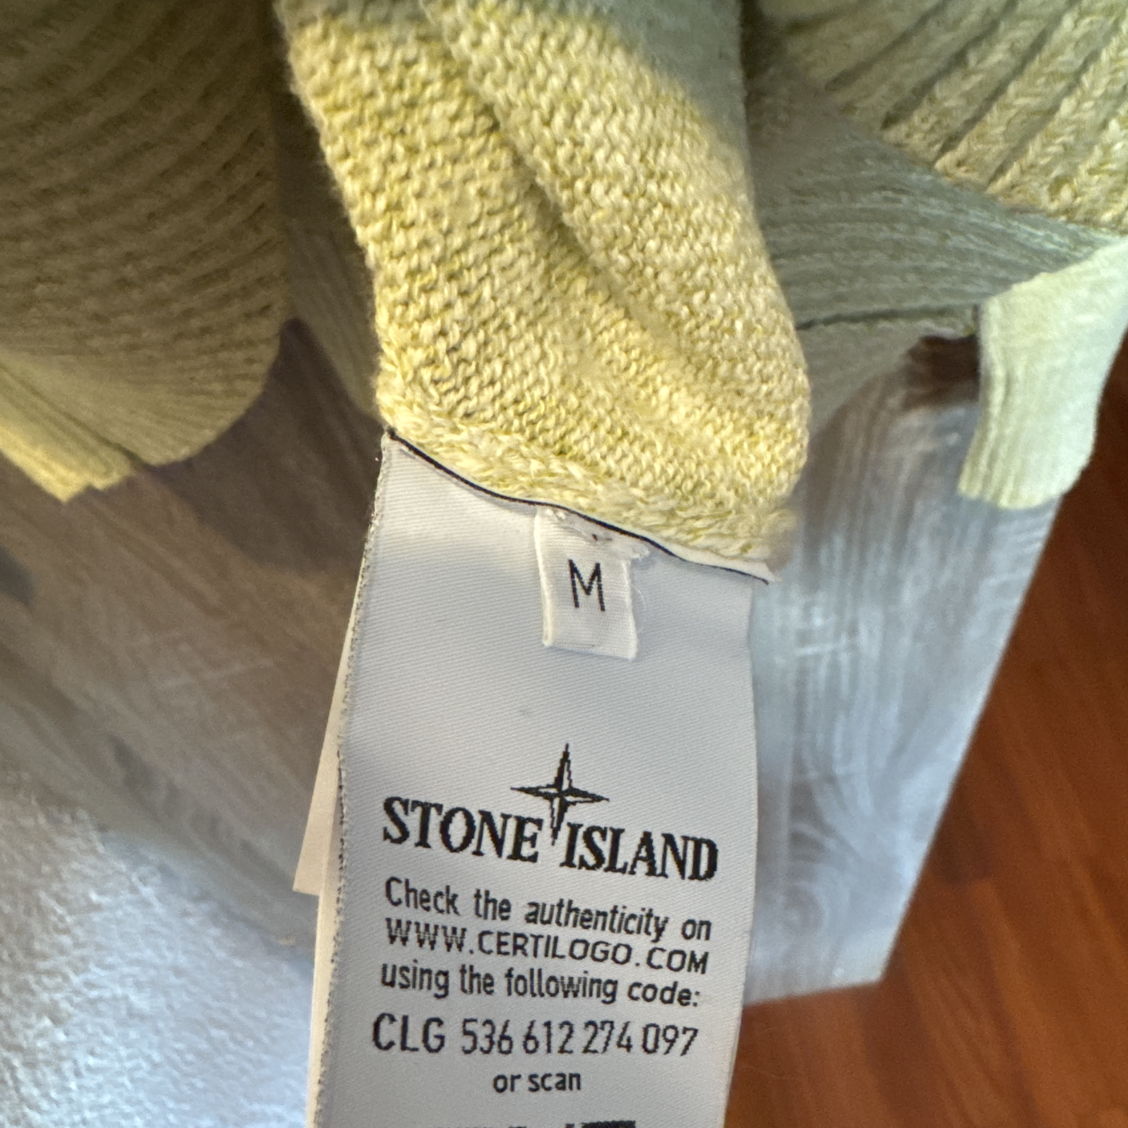 M
STONE ISLAND
Check the authenticity on
WWW.CERTILOGO.COM
using the following code:
CLG 536 612 274 097
or scan